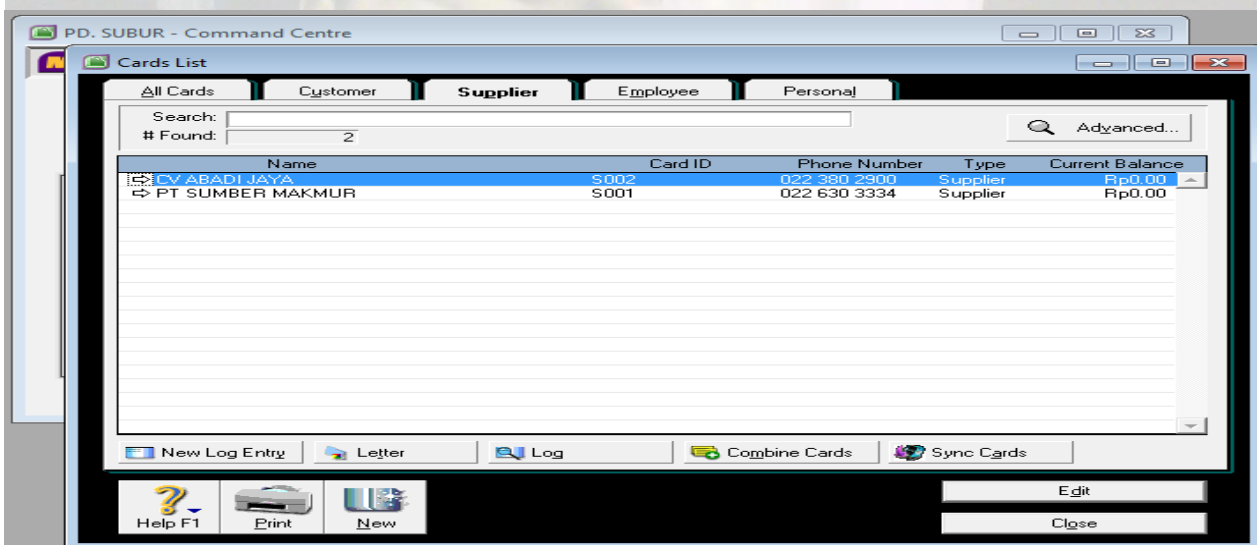 PD. SUBUR - Command Centre
Cards List
All Cards Customer Supplier Employee Personal
Search:
# Found: 2
Advanced...
Name Card ID Phone Number Type Current Balance
CV ABADI JAYA S002 022 380 2900 Supplier Rp0.00
PT SUMBER MAKMUR S001 022 630 3334 Supplier Rp0.00
New Log Entry Letter Log Combine Cards Sync Cards
Help F1 Print New
Edit
Close